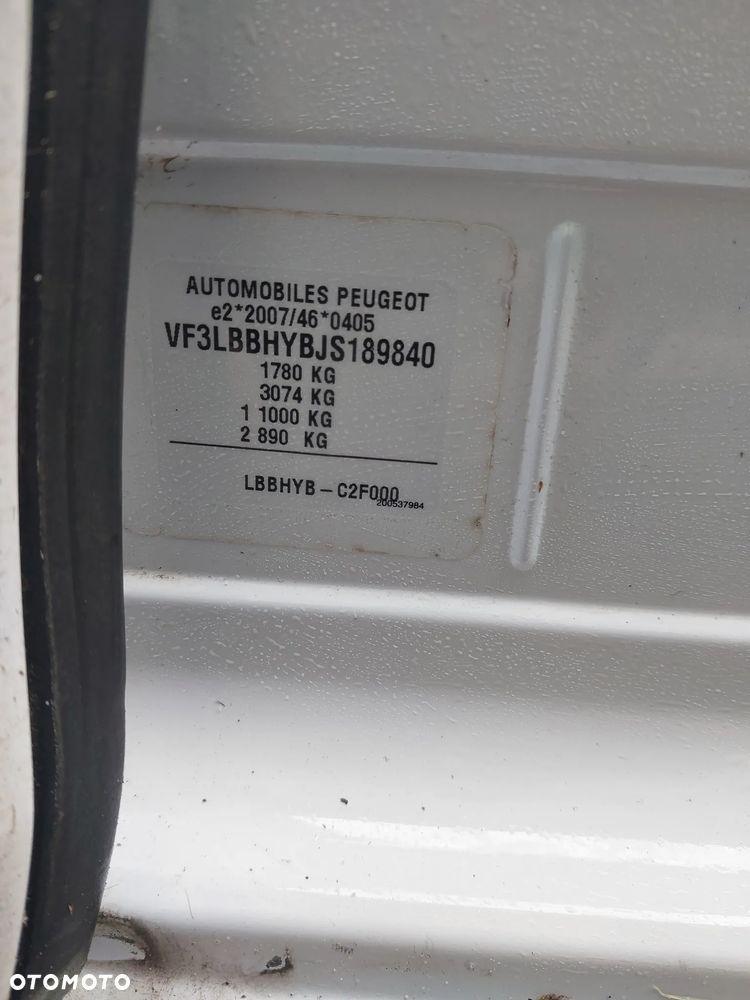 AUTOMOBILES PEUGEOT
e2*2007/46*0405
VF3LBBHYBJS189840
1780 KG
3074 KG
1 1000 KG
2 890 KG
LBBHYB-C2F000
200537984
OTOMOTO